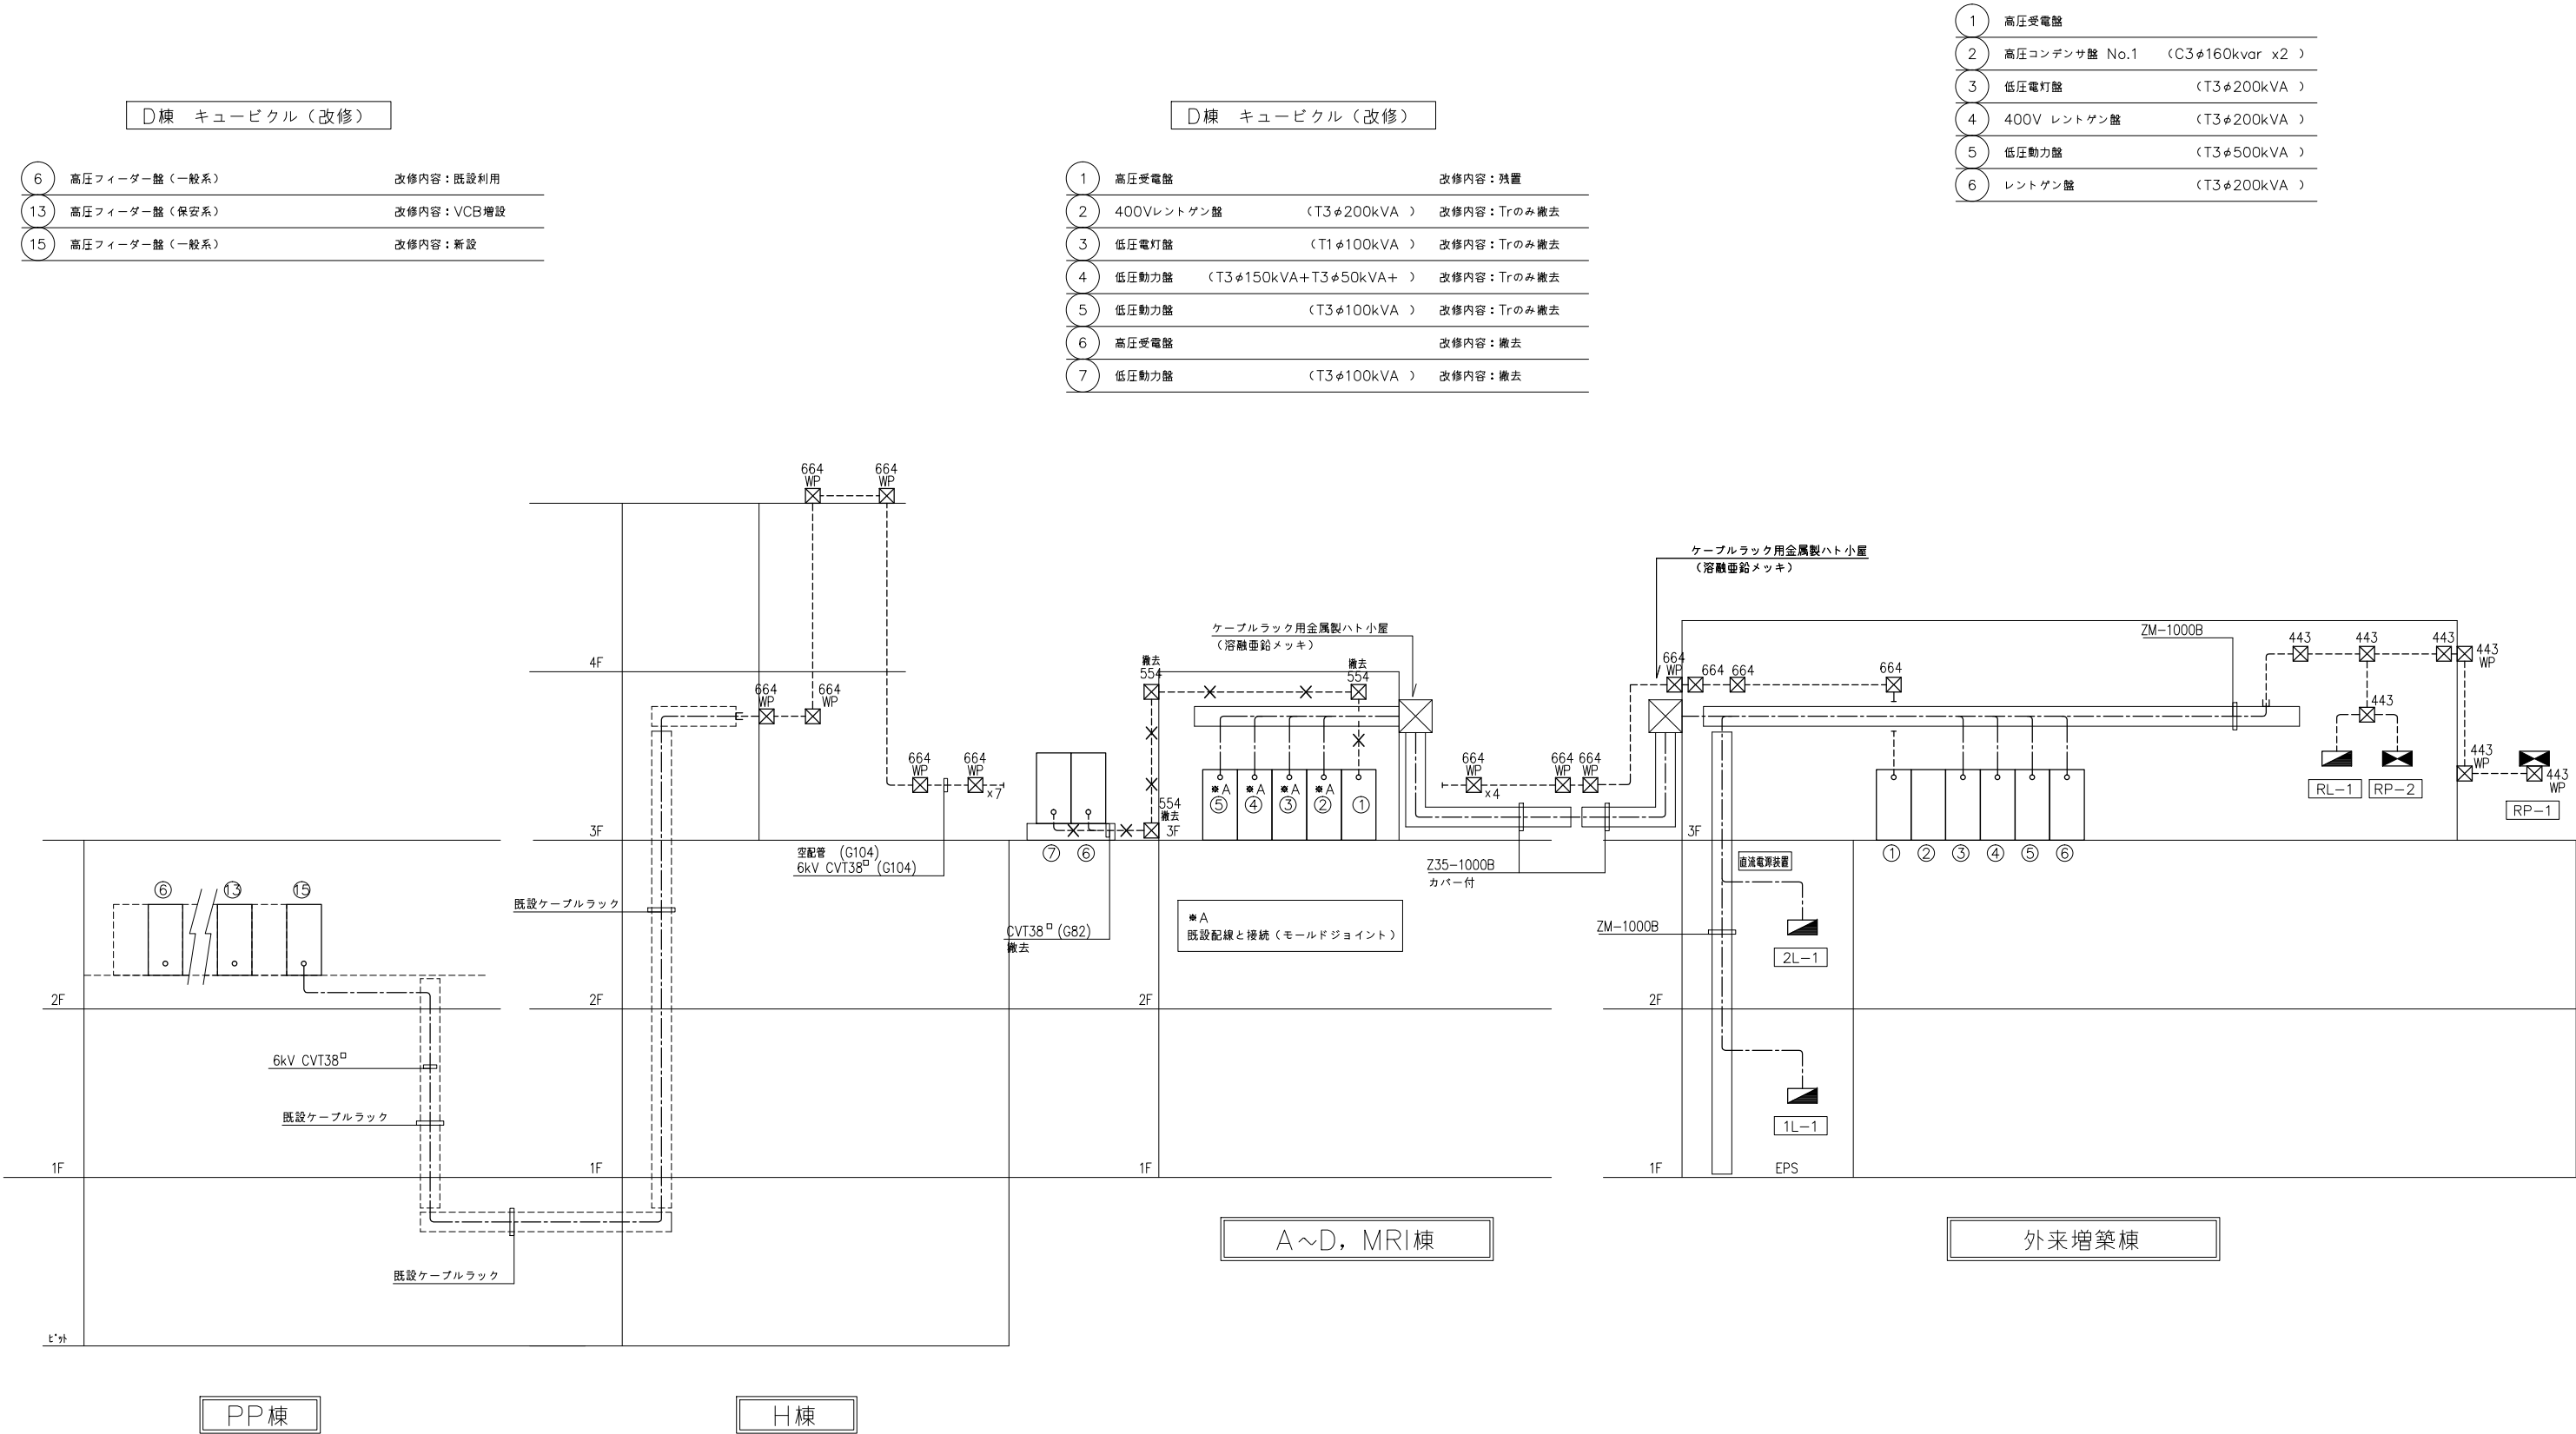 ① 高圧受電盤
② 高圧コンデンサ盤 No.1 (C3φ160kvar x2 )
③ 低圧電灯盤 (T3φ200kVA )
④ 400V レントゲン盤 (T3φ200kVA )
⑤ 低圧動力盤 (T3φ500kVA )
⑥ レントゲン盤 (T3φ200kVA )
D棟 キュービクル（改修）
⑥ 高圧フィーダー盤（一般系） 改修内容：既設利用
⑬ 高圧フィーダー盤（保安系） 改修内容：VCB増設
⑮ 高圧フィーダー盤（一般系） 改修内容：新設
D棟 キュービクル（改修）
① 高圧受電盤 改修内容：残置
② 400Vレントゲン盤 (T3φ200kVA ) 改修内容：Trのみ撤去
③ 低圧電灯盤 (T1φ100kVA ) 改修内容：Trのみ撤去
④ 低圧動力盤 (T3φ150kVA+T3φ50kVA+ ) 改修内容：Trのみ撤去
⑤ 低圧動力盤 (T3φ100kVA ) 改修内容：Trのみ撤去
⑥ 高圧受電盤 改修内容：撤去
⑦ 低圧動力盤 (T3φ100kVA ) 改修内容：撤去
664
WP
664
WP
4F
664
WP
664
WP
664
WP
664
WP
x7
3F
空配管 (G104)
6kV CVT38□ (G104)
既設ケーブルラック
⑥ ⑬ ⑮
2F
2F
6kV CVT38□
既設ケーブルラック
1F
1F
既設ケーブルラック
ピット
PP棟
H棟
ケーブルラック用金属製ハト小屋
（溶融亜鉛メッキ）
撤去
554
撤去
554
554
撤去
3F
⑦ ⑥
※A
⑤
※A
④
※A
③
※A
②
①
CVT38□ (G82)
撤去
※A
既設配線と接続（モールドジョイント）
2F
1F
A～D，MRI棟
664
WP
x4
664
WP
664
WP
Z35-1000B
カバー付
ケーブルラック用金属製ハト小屋
（溶融亜鉛メッキ）
664
WP
664
664
664
ZM-1000B
443
443
443
443
WP
443
443
WP
443
WP
RL-1
RP-2
RP-1
3F
① ② ③ ④ ⑤ ⑥
直流電源装置
ZM-1000B
2L-1
2F
1L-1
1F
EPS
外来増築棟